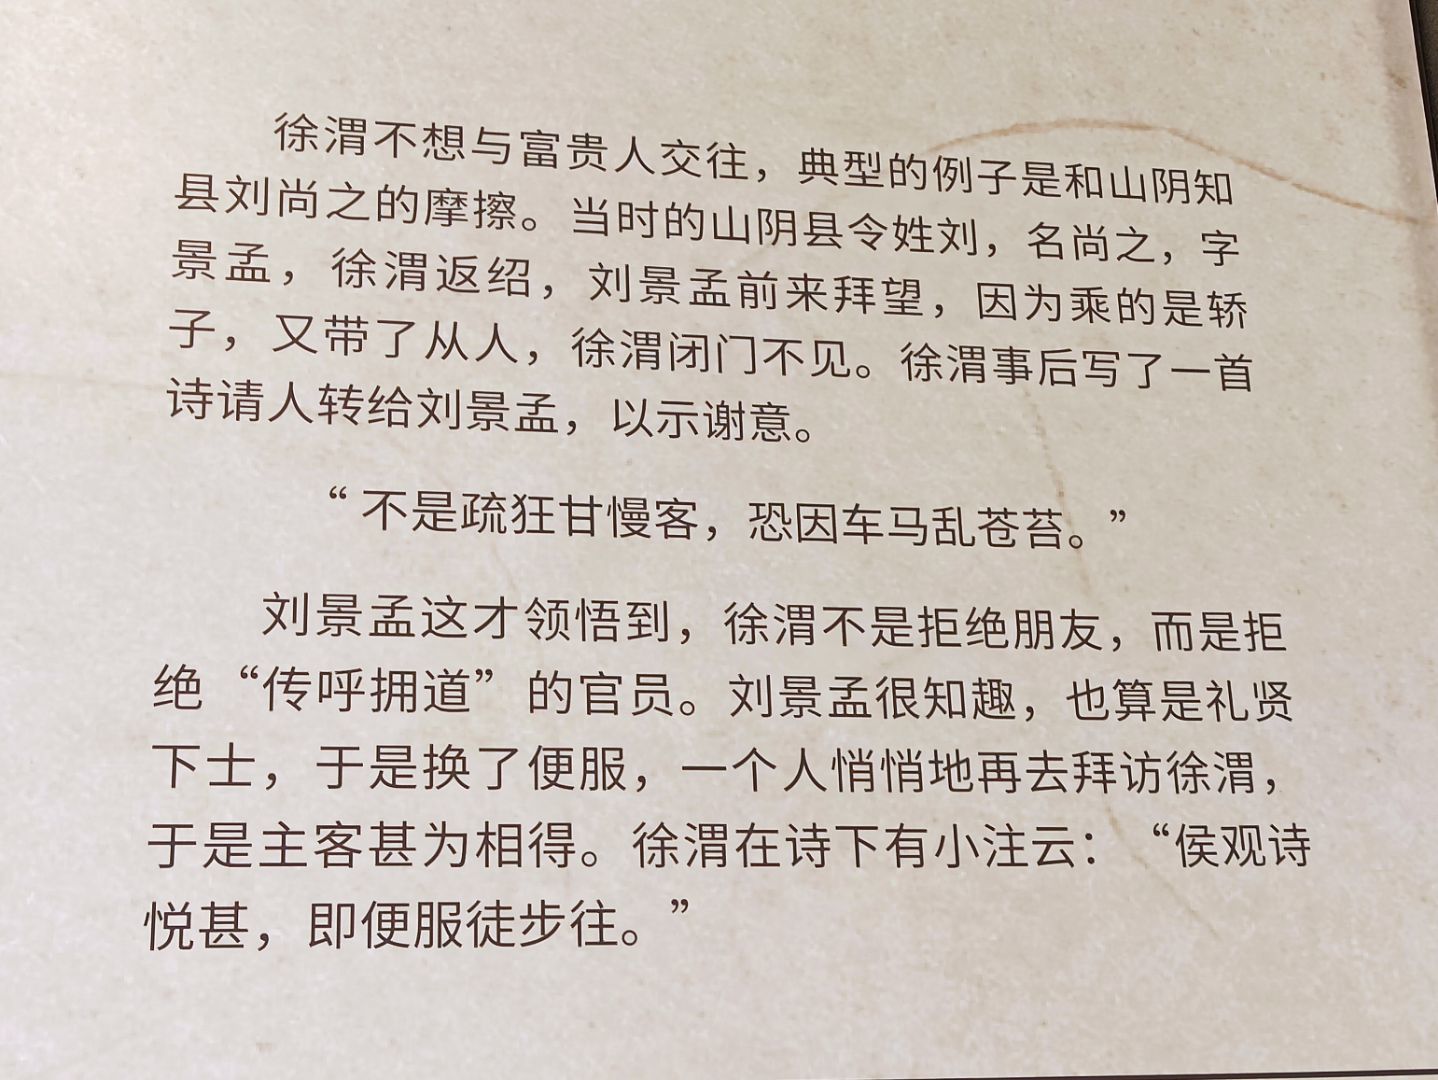 徐渭不想与富贵人交往，典型的例子是和山阴知
县刘尚之的摩擦。当时的山阴县令姓刘，名尚之，字
景孟，徐渭返绍，刘景孟前来拜望，因为乘的是轿
子，又带了从人，徐渭闭门不见。徐渭事后写了一首
诗请人转给刘景孟，以示谢意。
“不是疏狂甘慢客，恐因车马乱苍苔。”
刘景孟这才领悟到，徐渭不是拒绝朋友，而是拒
绝“传呼拥道”的官员。刘景孟很知趣，也算是礼贤
下士，于是换了便服，一个人悄悄地再去拜访徐渭，
于是主客甚为相得。徐渭在诗下有小注云：“侯观诗
悦甚，即便服徒步往。”